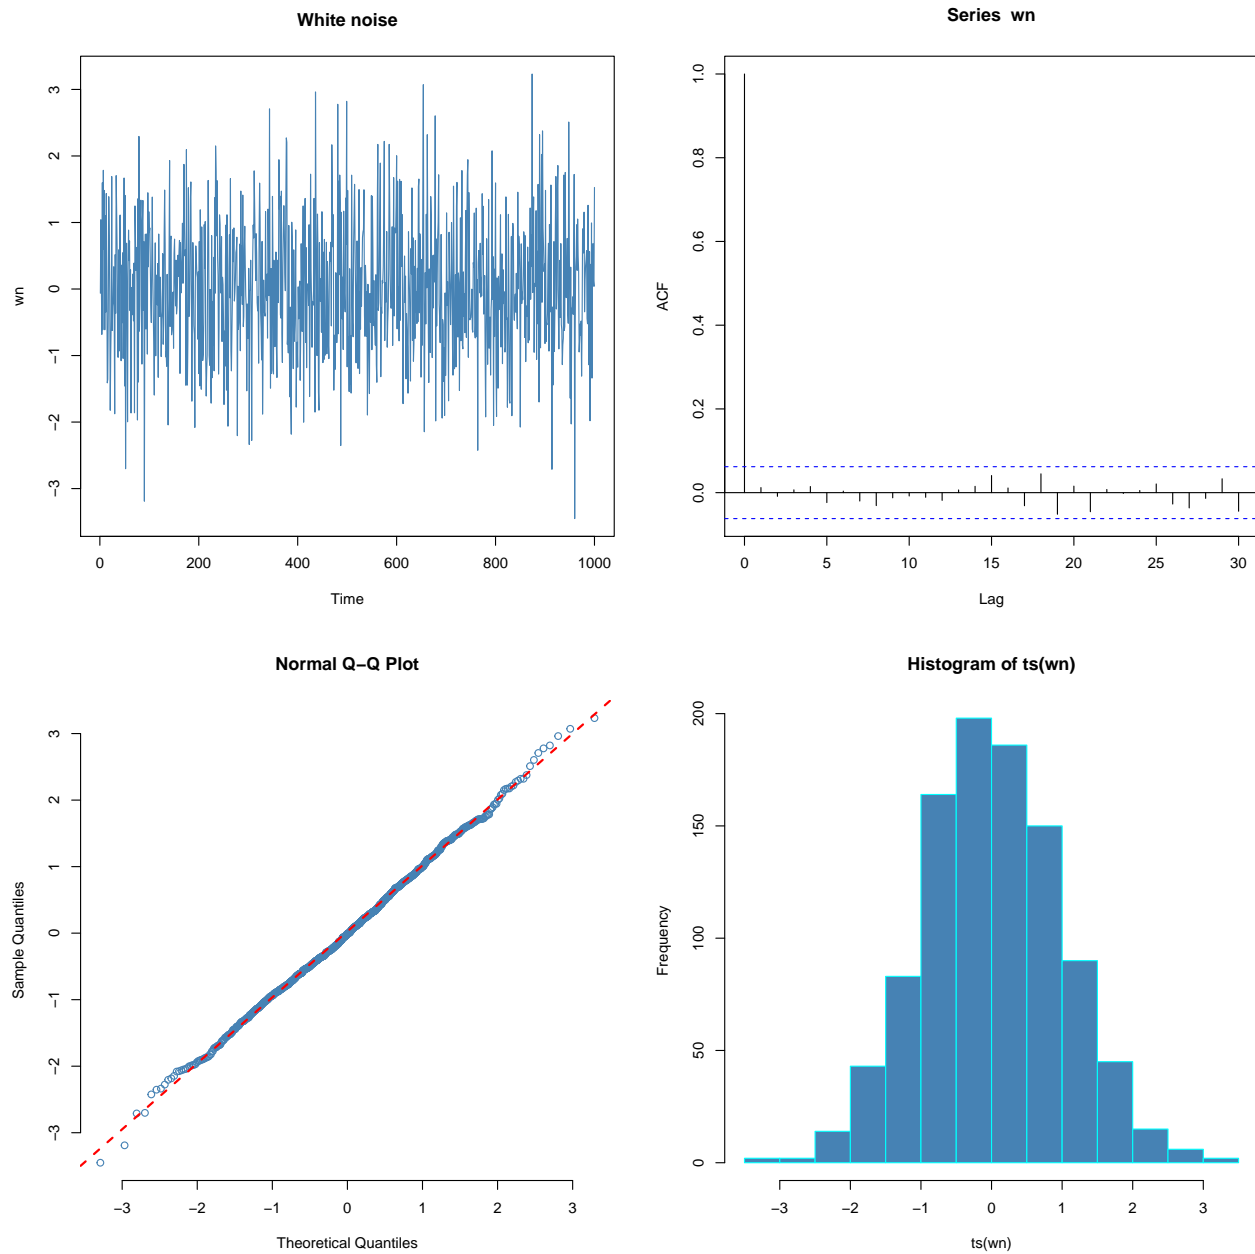 White noise
wn
3
2
1
0
−1
−2
−3
0 200 400 600 800 1000
Time
Series wn
ACF
1.0
0.8
0.6
0.4
0.2
0.0
0 5 10 15 20 25 30
Lag
Normal Q−Q Plot
Sample Quantiles
3
2
1
0
−1
−2
−3
−3 −2 −1 0 1 2 3
Theoretical Quantiles
Histogram of ts(wn)
Frequency
200
150
100
50
0
−3 −2 −1 0 1 2 3
ts(wn)